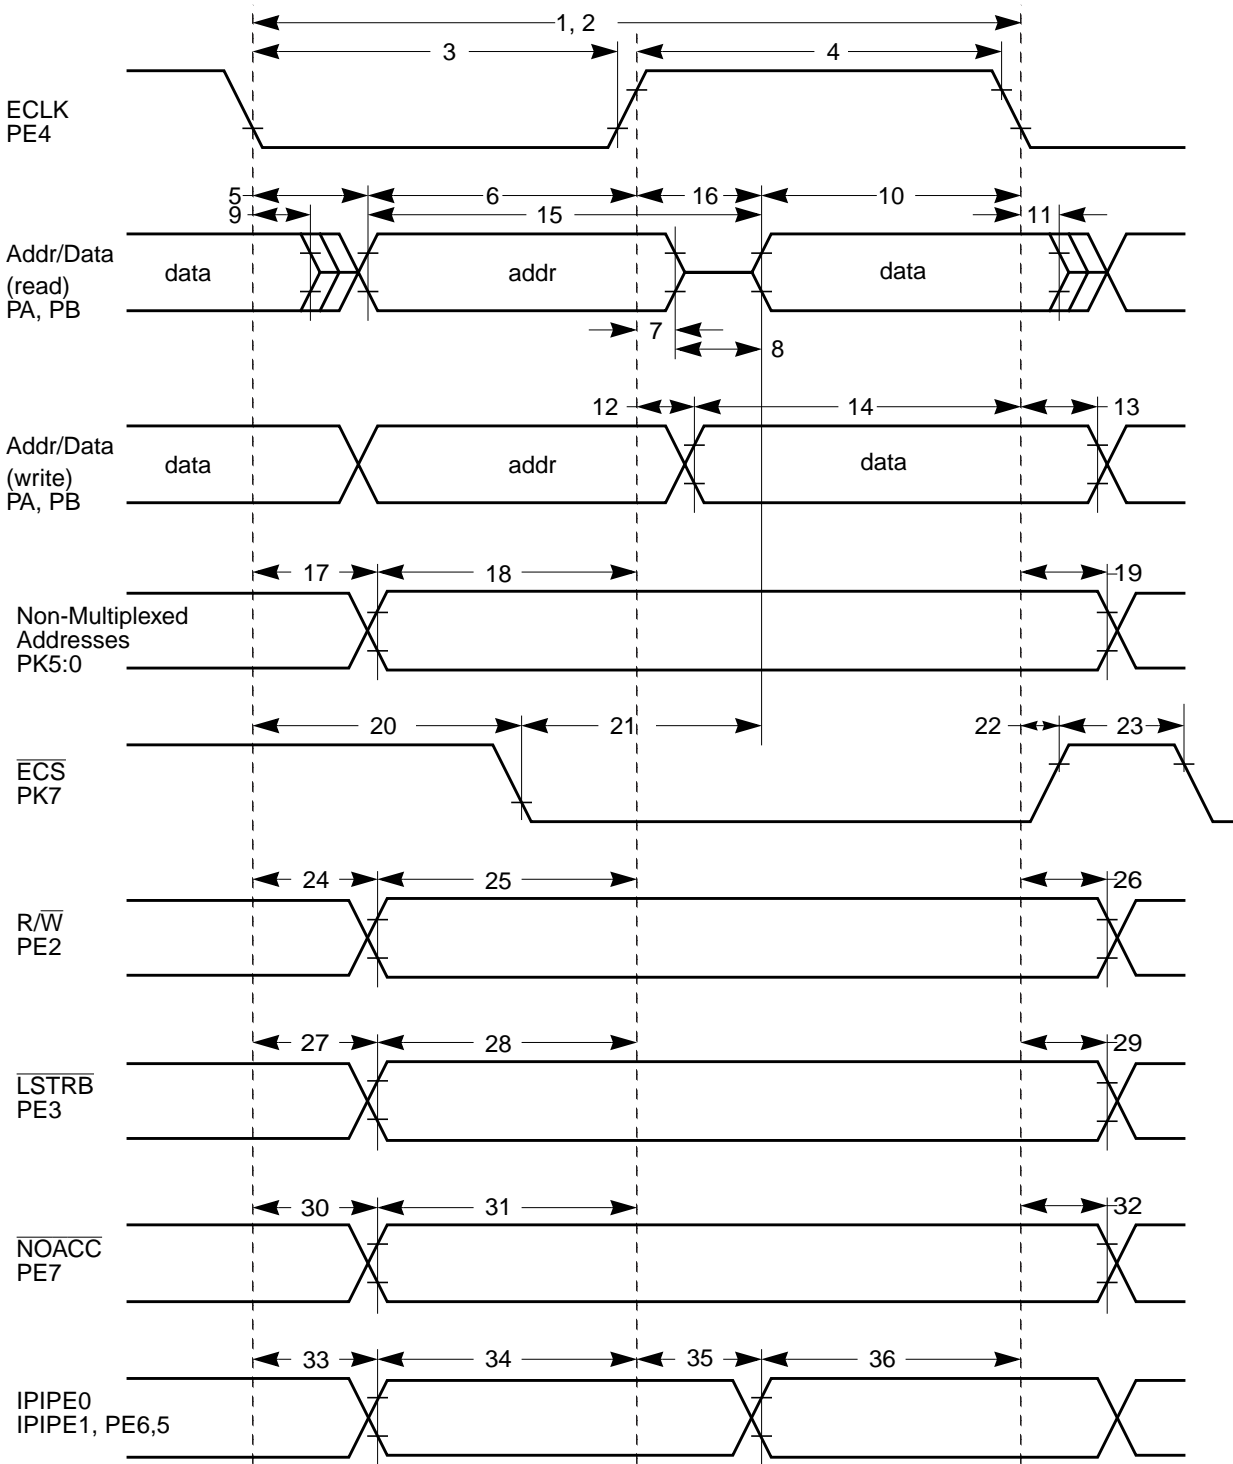 1, 2
3
4
ECLK
PE4
5
6
16
10
9
15
11
Addr/Data
(read)
PA, PB
data
addr
data
7
8
12
14
13
Addr/Data
(write)
PA, PB
data
addr
data
17
18
19
Non-Multiplexed
Addresses
PK5:0
20
21
22
23
ECS
PK7
24
25
26
R/W
PE2
27
28
29
LSTRB
PE3
30
31
32
NOACC
PE7
33
34
35
36
IPIPE0
IPIPE1, PE6,5